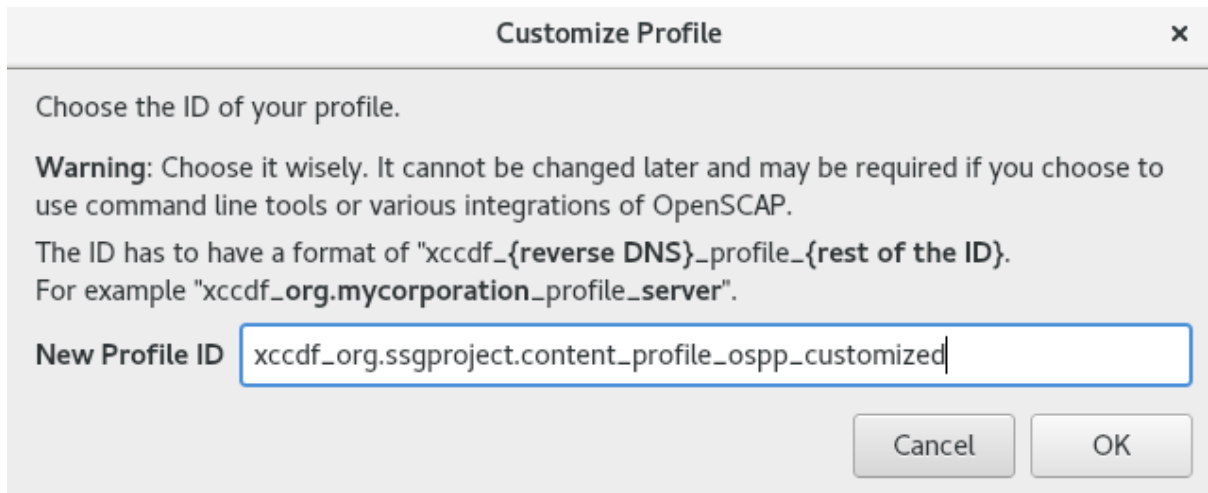 Customize Profile
×
Choose the ID of your profile.
Warning: Choose it wisely. It cannot be changed later and may be required if you choose to
use command line tools or various integrations of OpenSCAP.
The ID has to have a format of "xccdf_{reverse DNS}_profile_{rest of the ID}.
For example "xccdf_org.mycorporation_profile_server".
New Profile ID xccdf_org.ssgproject.content_profile_ospp_customized
Cancel OK